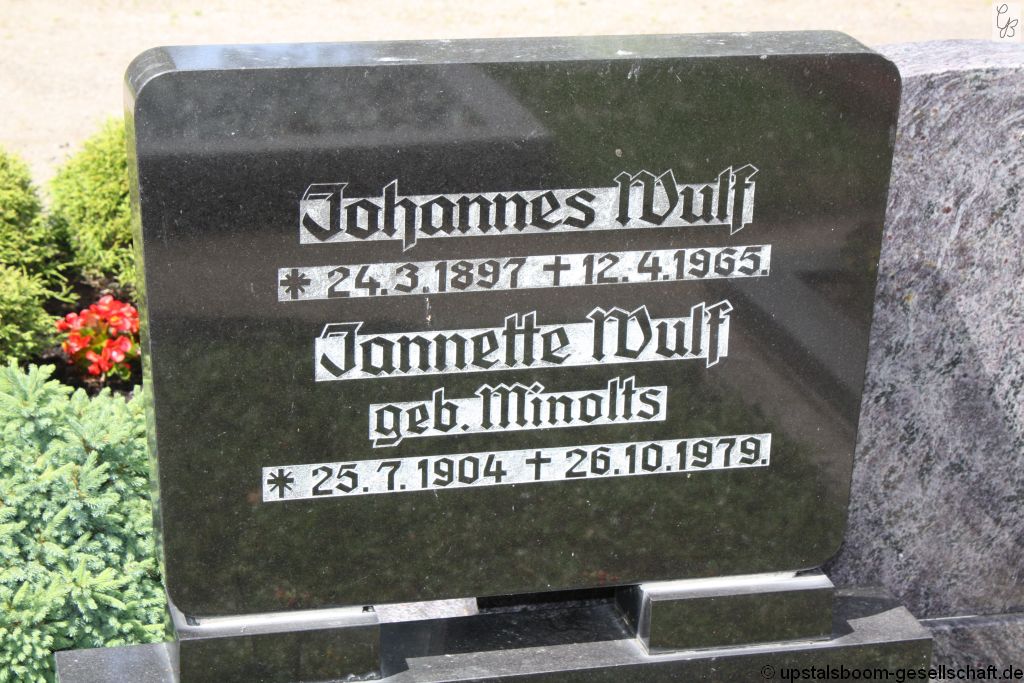 Johannes Wulf
* 24.3.1897 † 12.4.1965.
Jannette Wulf
geb. Minolts
* 25.7.1904 † 26.10.1979.
© upstalsboom-gesellschaft.de